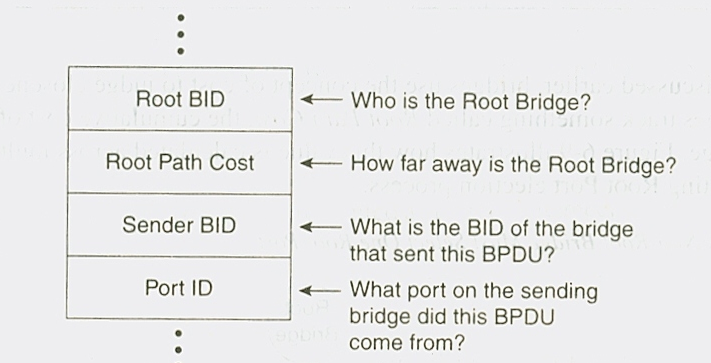 Root BID
Who is the Root Bridge?
Root Path Cost
How far away is the Root Bridge?
Sender BID
What is the BID of the bridge
that sent this BPDU?
Port ID
What port on the sending
bridge did this BPDU
come from?